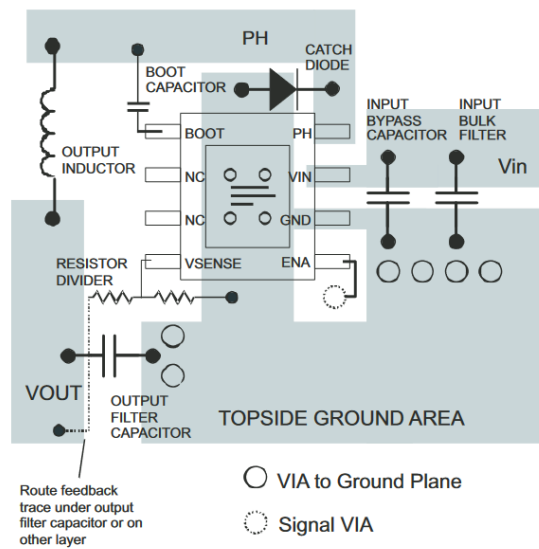 PH
CATCH
DIODE
BOOT
CAPACITOR
INPUT
BYPASS
CAPACITOR
INPUT
BULK
FILTER
BOOT
PH
OUTPUT
INDUCTOR
NC
VIN
Vin
NC
GND
RESISTOR
DIVIDER
VSENSE
ENA
VOUT
OUTPUT
FILTER
CAPACITOR
TOPSIDE GROUND AREA
Route feedback
trace under output
filter capacitor or on
other layer
VIA to Ground Plane
Signal VIA